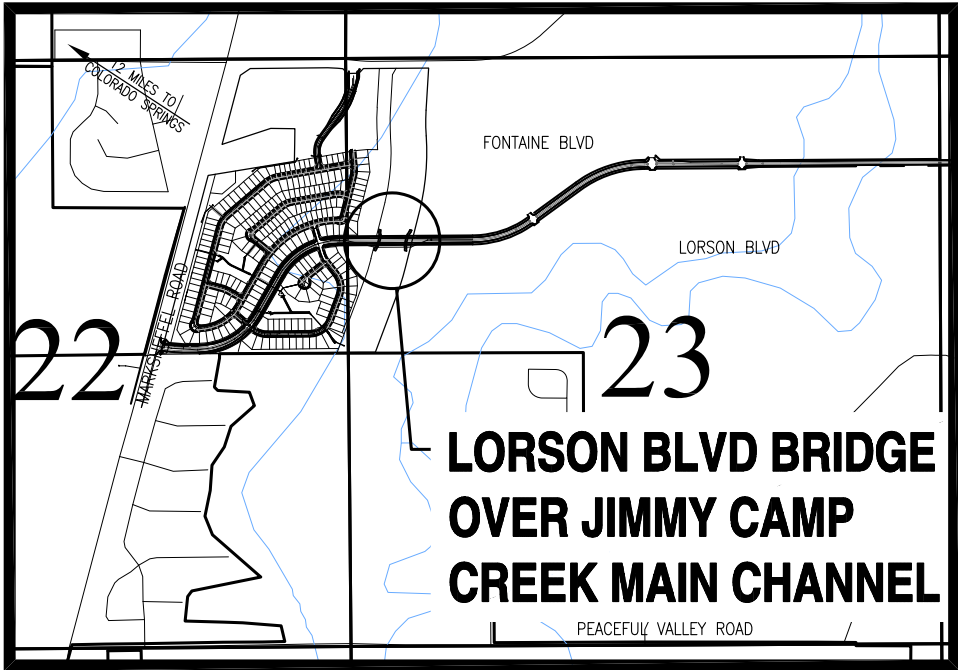 12 MILES TO
COLORADO SPRINGS
FONTAINE BLVD
LORSON BLVD
MARKSHEFFEL ROAD
22
23
LORSON BLVD BRIDGE
OVER JIMMY CAMP
CREEK MAIN CHANNEL
PEACEFUL VALLEY ROAD